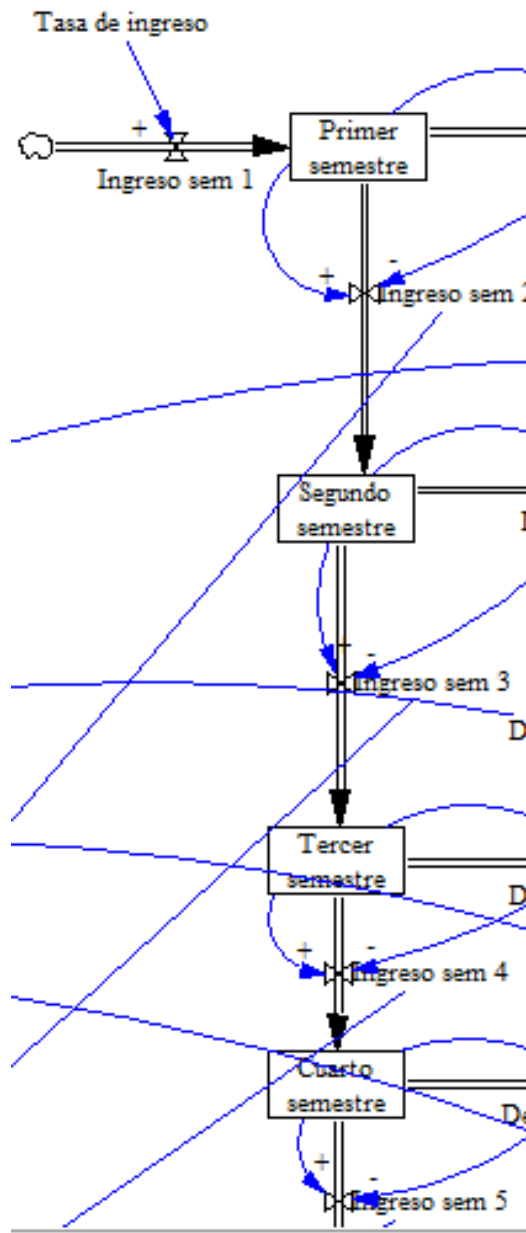 Tasa de ingreso
+
Ingreso sem 1
Primer
semestre
+
-
Ingreso sem 2
Segundo
semestre
+
-
Ingreso sem 3
D
Tercer
semestre
D
+
-
Ingreso sem 4
Cuarto
semestre
De
+
-
Ingreso sem 5